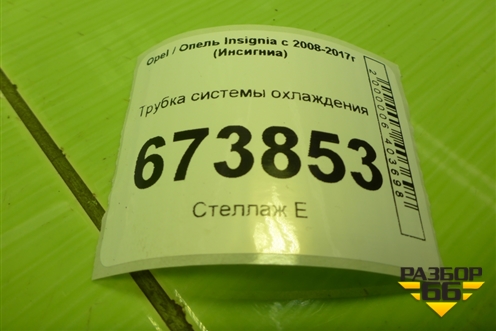 Opel / Опель Insignia с 2008-2017г
(Инсигниа)
Трубка системы охлаждения
673853
Стеллаж Е
2000006403698
РАЗБОР
66